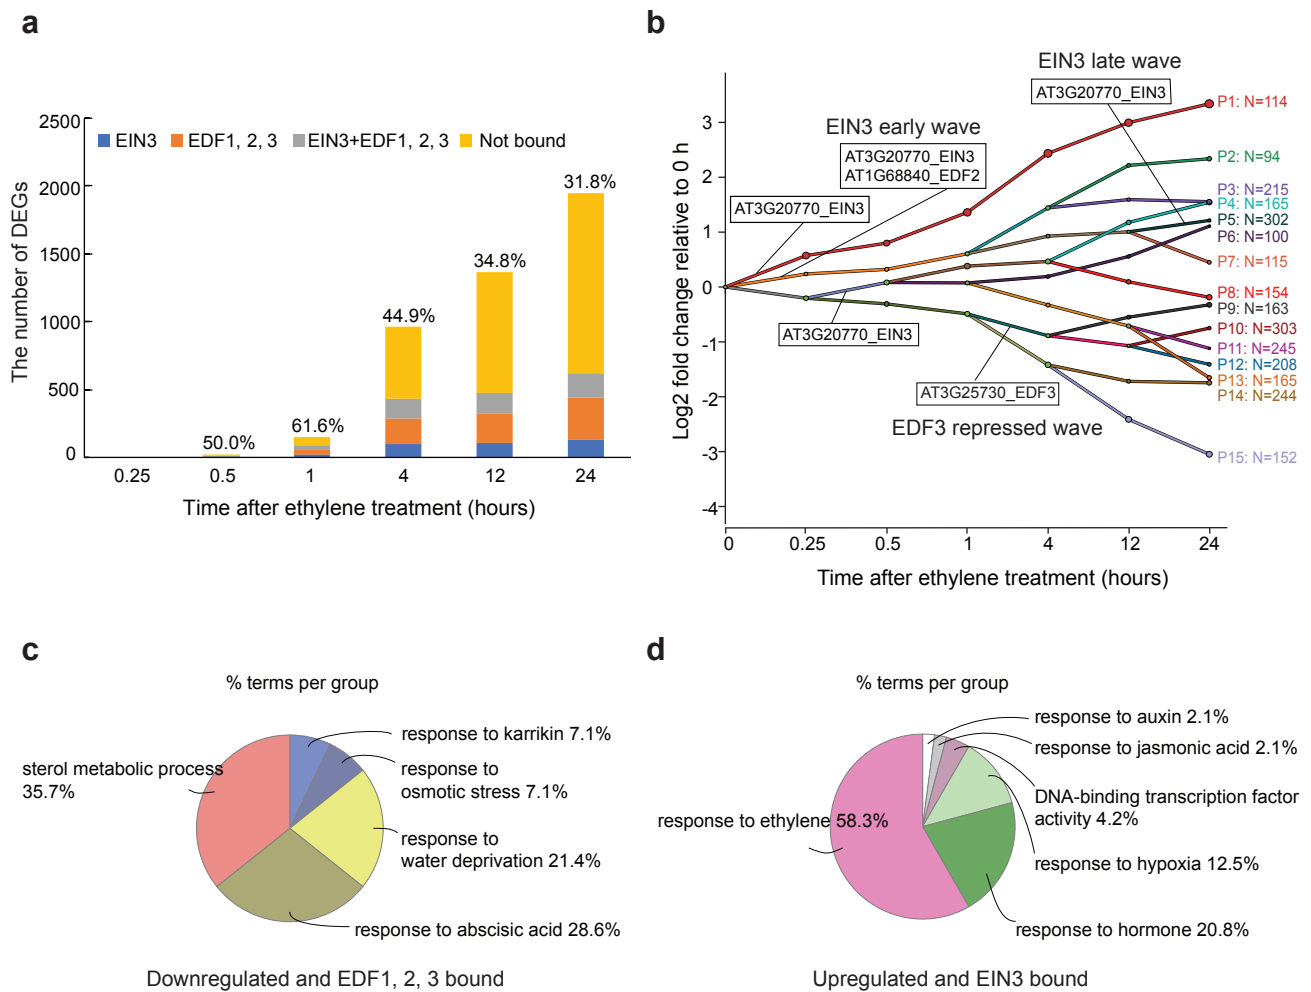 a
The number of DEGs
2500
2000
1500
1000
500
0
EIN3 EDF1, 2, 3 EIN3+EDF1, 2, 3 Not bound
50.0%
61.6%
44.9%
34.8%
31.8%
0.25 0.5 1 4 12 24
Time after ethylene treatment (hours)
b
Log2 fold change relative to 0 h
3
2
1
0
-1
-2
-3
-4
EIN3 late wave
AT3G20770_EIN3
EIN3 early wave
AT3G20770_EIN3
AT1G68840_EDF2
AT3G20770_EIN3
AT3G20770_EIN3
AT3G25730_EDF3
EDF3 repressed wave
P1: N=114
P2: N=94
P3: N=215
P4: N=165
P5: N=302
P6: N=100
P7: N=115
P8: N=154
P9: N=163
P10: N=303
P11: N=245
P12: N=208
P13: N=165
P14: N=244
P15: N=152
0 0.25 0.5 1 4 12 24
Time after ethylene treatment (hours)
c
% terms per group
response to karrikin 7.1%
response to
osmotic stress 7.1%
response to
water deprivation 21.4%
response to abscisic acid 28.6%
sterol metabolic process
35.7%
Downregulated and EDF1, 2, 3 bound
d
% terms per group
response to auxin 2.1%
response to jasmonic acid 2.1%
DNA-binding transcription factor
activity 4.2%
response to hypoxia 12.5%
response to hormone 20.8%
response to ethylene 58.3%
Upregulated and EIN3 bound